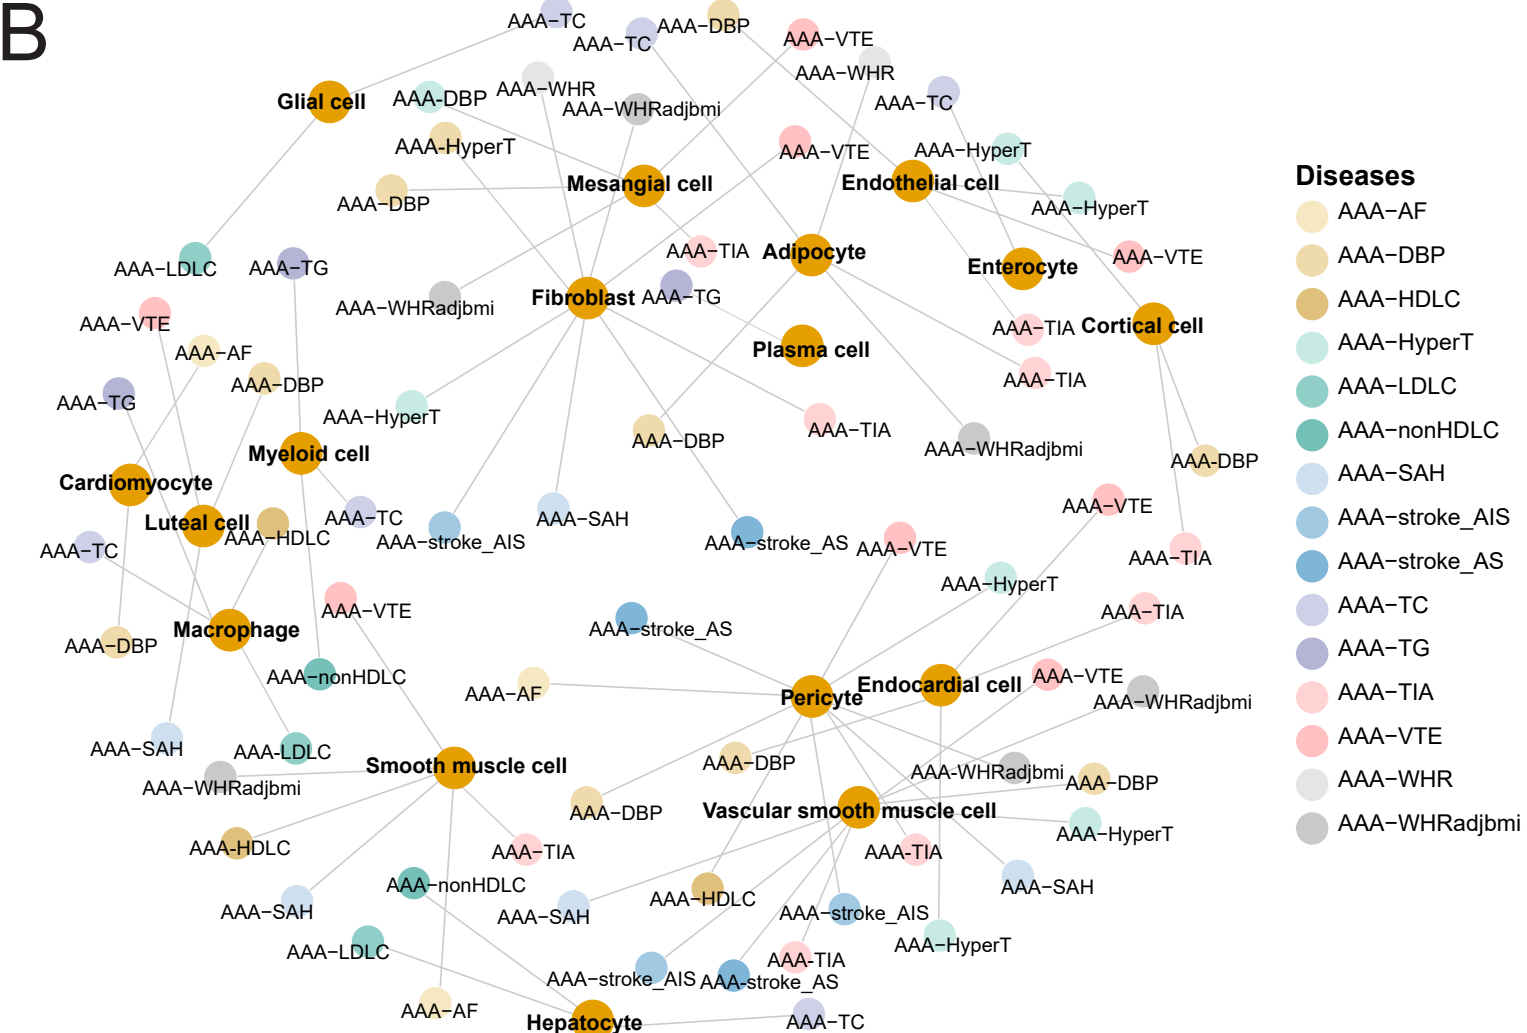 B
AAA−TC
AAA−TC
AAA−DBP
AAA−VTE
AAA−WHR
AAA−WHR
AAA−DBP
Glial cell
AAA−WHRadjbmi
AAA−TC
AAA-HyperT
AAA−VTE
AAA−HyperT
Mesangial cell
Endothelial cell
AAA−DBP
AAA−HyperT
AAA−TIA
Adipocyte
AAA−VTE
AAA−LDLC
AAA−TG
Enterocyte
AAA−WHRadjbmi
Fibroblast
AAA−TG
AAA−VTE
AAA−TIA
Cortical cell
AAA−AF
Plasma cell
AAA−DBP
AAA−TIA
AAA−TG
AAA−HyperT
AAA−TIA
AAA−DBP
AAA−WHRadjbmi
Myeloid cell
AAA-DBP
Cardiomyocyte
AAA−VTE
Luteal cell
AAA−TC
AAA−SAH
AAA−HDLC
AAA−stroke_AIS
AAA−stroke_AS
AAA−VTE
AAA−TC
AAA−TIA
AAA−HyperT
AAA−VTE
AAA−TIA
Macrophage
AAA−stroke_AS
AAA−DBP
AAA−nonHDLC
AAA−VTE
Endocardial cell
AAA−AF
Pericyte
AAA−WHRadjbmi
AAA−SAH
AAA-LDLC
AAA−DBP
Smooth muscle cell
AAA-WHRadjbmi
AAA−DBP
AAA−WHRadjbmi
AAA−DBP
Vascular smooth muscle cell
AAA−HyperT
AAA-HDLC
AAA−TIA
AAA-TIA
AAA−nonHDLC
AAA−SAH
AAA−HDLC
AAA−SAH
AAA−SAH
AAA−stroke_AIS
AAA−LDLC
AAA−HyperT
AAA-TIA
AAA−stroke_AIS
AAA-stroke_AS
AAA−AF
Hepatocyte
AAA−TC
Diseases
AAA−AF
AAA−DBP
AAA−HDLC
AAA−HyperT
AAA−LDLC
AAA−nonHDLC
AAA−SAH
AAA−stroke_AIS
AAA−stroke_AS
AAA−TC
AAA−TG
AAA−TIA
AAA−VTE
AAA−WHR
AAA−WHRadjbmi